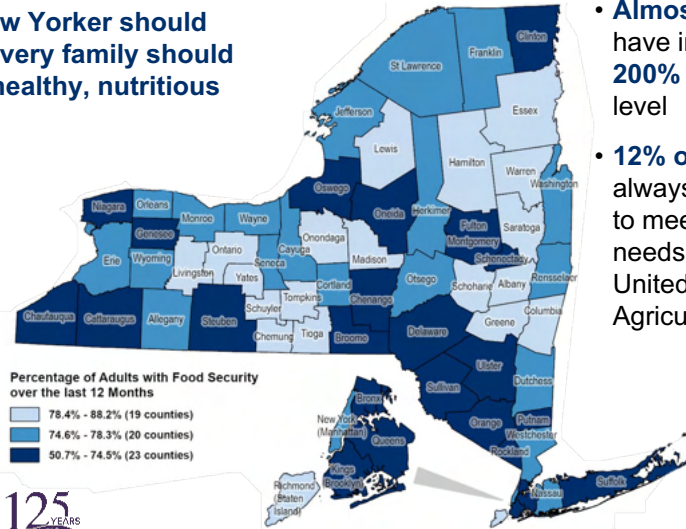 w Yorker should
very family should
healthy, nutritious
• Almos
have in
200%
level
• 12% o
always
to mee
needs
United
Agricu
Clinton
Franklin
St Lawrence
Jefferson
Essex
Lewis
Hamilton
Warren
Washington
Oswego
Oneida
Herkimer
Fulton
Saratoga
Montgomery
Schenectady
Niagara
Orleans
Monroe
Wayne
Genesee
Onondaga
Madison
Ontario
Cayuga
Seneca
Erie
Wyoming
Livingston
Yates
Cortland
Chenango
Otsego
Schoharie
Albany
Rensselaer
Tompkins
Schuyler
Chautauqua
Cattaraugus
Allegany
Steuben
Chemung
Tioga
Broome
Delaware
Greene
Columbia
Ulster
Dutchess
Sullivan
Orange
Putnam
Westchester
Rockland
Percentage of Adults with Food Security
over the last 12 Months
78.4% - 88.2% (19 counties)
74.6% - 78.3% (20 counties)
50.7% - 74.5% (23 counties)
Bronx
New York
(Manhattan)
Queens
Kings
(Brooklyn)
Richmond
(Staten
Island)
Nassau
Suffolk
125
YEARS